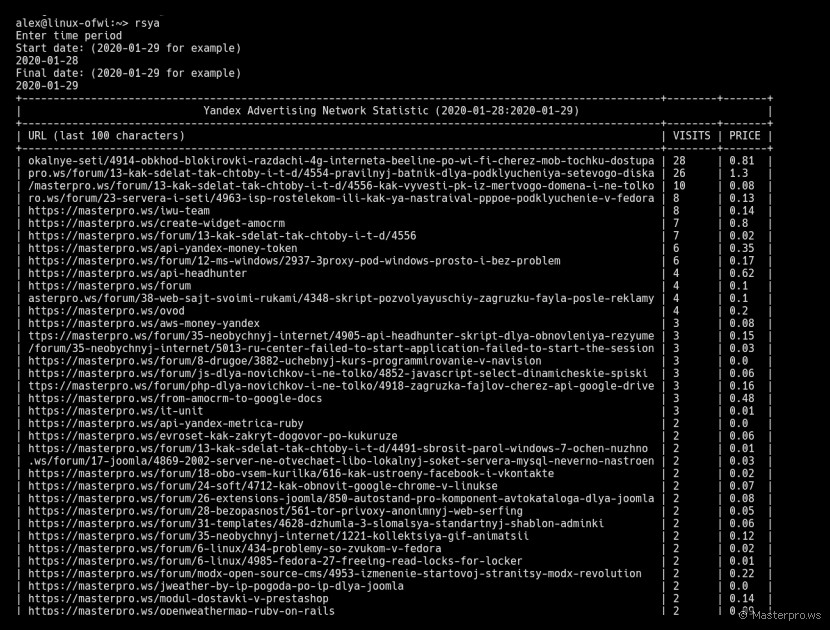 alex@linux-ofwi:~> rsya
Enter time period
Start date: (2020-01-29 for example)
2020-01-28
Final date: (2020-01-29 for example)
2020-01-29
+------------------------------------------------------------------------------------------------------+--------+-------+
| Yandex Advertising Network Statistic (2020-01-28:2020-01-29) |
+------------------------------------------------------------------------------------------------------+--------+-------+
| URL (last 100 characters) | VISITS | PRICE |
+------------------------------------------------------------------------------------------------------+--------+-------+
| okalnye-seti/4914-obkhod-blokirovki-razdachi-4g-interneta-beeline-po-wi-fi-cherez-mob-tochku-dostupa | 28 | 0.81 |
| pro.ws/forum/13-kak-sdelat-tak-chtoby-i-t-d/4554-pravilnyj-batnik-dlya-podklyucheniya-setevogo-diska | 26 | 1.3 |
| /masterpro.ws/forum/13-kak-sdelat-tak-chtoby-i-t-d/4556-kak-vyvesti-pk-iz-mertvogo-domena-i-ne-tolko | 10 | 0.08 |
| ro.ws/forum/23-servera-i-seti/4963-isp-rostelekom-ili-kak-ya-nastraival-pppoe-podklyuchenie-v-fedora | 8 | 0.13 |
| https://masterpro.ws/iwu-team | 8 | 0.14 |
| https://masterpro.ws/create-widget-amocrm | 7 | 0.8 |
| https://masterpro.ws/forum/13-kak-sdelat-tak-chtoby-i-t-d/4556 | 7 | 0.02 |
| https://masterpro.ws/api-yandex-money-token | 6 | 0.35 |
| https://masterpro.ws/forum/12-ms-windows/2937-3proxy-pod-windows-prosto-i-bez-problem | 6 | 0.17 |
| https://masterpro.ws/api-headhunter | 4 | 0.62 |
| https://masterpro.ws/forum | 4 | 0.1 |
| asterpro.ws/forum/38-web-sajt-svoimi-rukami/4348-skript-pozvolyayuschiy-zagruzku-fayla-posle-reklamy | 4 | 0.1 |
| https://masterpro.ws/ovod | 4 | 0.2 |
| https://masterpro.ws/aws-money-yandex | 3 | 0.08 |
| ttps://masterpro.ws/forum/35-neobychnyj-internet/4905-api-headhunter-skript-dlya-obnovleniya-rezyume | 3 | 0.15 |
| /forum/35-neobychnyj-internet/5013-ru-center-failed-to-start-application-failed-to-start-the-session | 3 | 0.03 |
| https://masterpro.ws/forum/8-drugoe/3882-uchebnyj-kurs-programmirovanie-v-navision | 3 | 0.0 |
| https://masterpro.ws/forum/js-dlya-novichkov-i-ne-tolko/4852-javascript-select-dinamicheskie-spiski | 3 | 0.06 |
| ttps://masterpro.ws/forum/php-dlya-novichkov-i-ne-tolko/4918-zagruzka-fajlov-cherez-api-google-drive | 3 | 0.16 |
| https://masterpro.ws/from-amocrm-to-google-docs | 3 | 0.48 |
| https://masterpro.ws/it-unit | 3 | 0.01 |
| https://masterpro.ws/api-yandex-metrica-ruby | 2 | 0.0 |
| https://masterpro.ws/evroset-kak-zakryt-dogovor-po-kukuruze | 2 | 0.06 |
| https://masterpro.ws/forum/13-kak-sdelat-tak-chtoby-i-t-d/4491-sbrosit-parol-windows-7-ochen-nuzhno | 2 | 0.01 |
| .ws/forum/17-joomla/4869-2002-server-ne-otvechaet-libo-lokalnyj-soket-servera-mysql-neverno-nastroen | 2 | 0.03 |
| https://masterpro.ws/forum/18-obo-vsem-kurilka/616-kak-ustroeny-facebook-i-vkontakte | 2 | 0.02 |
| https://masterpro.ws/forum/24-soft/4712-kak-obnovit-google-chrome-v-linukse | 2 | 0.07 |
| https://masterpro.ws/forum/26-extensions-joomla/850-autostand-pro-komponent-avtokataloga-dlya-joomla | 2 | 0.08 |
| https://masterpro.ws/forum/28-bezopasnost/561-tor-privoxy-anonimnyj-web-serfing | 2 | 0.05 |
| https://masterpro.ws/forum/31-templates/4628-dzhumla-3-slomalsya-standartnyj-shablon-adminki | 2 | 0.06 |
| https://masterpro.ws/forum/35-neobychnyj-internet/1221-kollektsiya-gif-animatsii | 2 | 0.12 |
| https://masterpro.ws/forum/6-linux/434-problemy-so-zvukom-v-fedora | 2 | 0.02 |
| https://masterpro.ws/forum/6-linux/4985-fedora-27-freeing-read-locks-for-locker | 2 | 0.01 |
| https://masterpro.ws/forum/modx-open-source-cms/4953-izmenenie-startovoj-stranitsy-modx-revolution | 2 | 0.22 |
| https://masterpro.ws/jweather-by-ip-pogoda-po-ip-dlya-joomla | 2 | 0.0 |
| https://masterpro.ws/modul-dostavki-v-prestashop | 2 | 0.14 |
| https://masterpro.ws/openweathermap-ruby-on-rails | 2 |
© Masterpro.ws